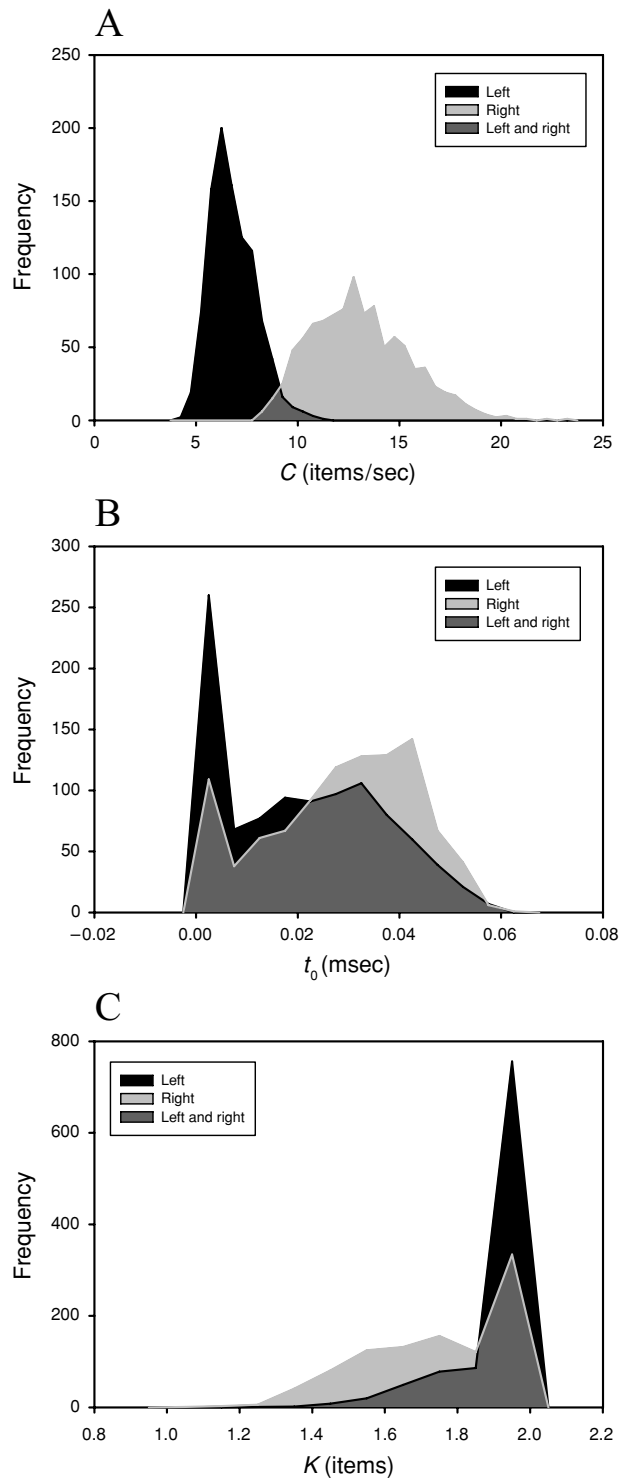 A
250
200
150
100
50
0
Frequency
Left
Right
Left and right
0 5 10 15 20 25
C (items/sec)
B
300
250
200
150
100
50
0
Frequency
Left
Right
Left and right
−0.02 0.00 0.02 0.04 0.06 0.08
t0 (msec)
C
800
600
400
200
0
Frequency
Left
Right
Left and right
0.8 1.0 1.2 1.4 1.6 1.8 2.0 2.2
K (items)